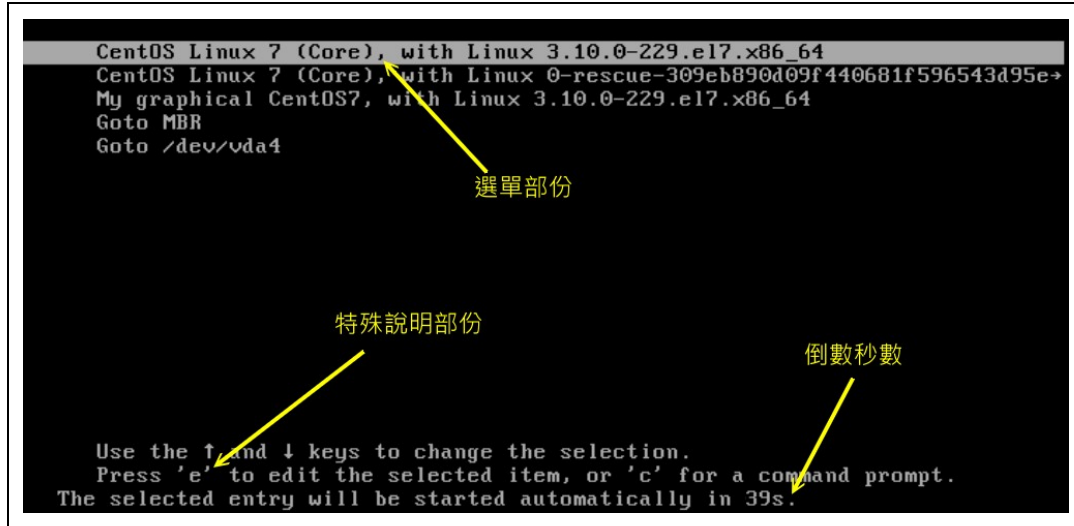 CentOS Linux 7 (Core), with Linux 3.10.0-229.el7.x86_64
CentOS Linux 7 (Core), with Linux 0-rescue-309eb890d09f440681f596543d95e→
My graphical CentOS7, with Linux 3.10.0-229.el7.x86_64
Goto MBR
Goto /dev/vda4
選單部份
特殊說明部份
倒數秒數
Use the ↑ and ↓ keys to change the selection.
Press 'e' to edit the selected item, or 'c' for a command prompt.
The selected entry will be started automatically in 39s.